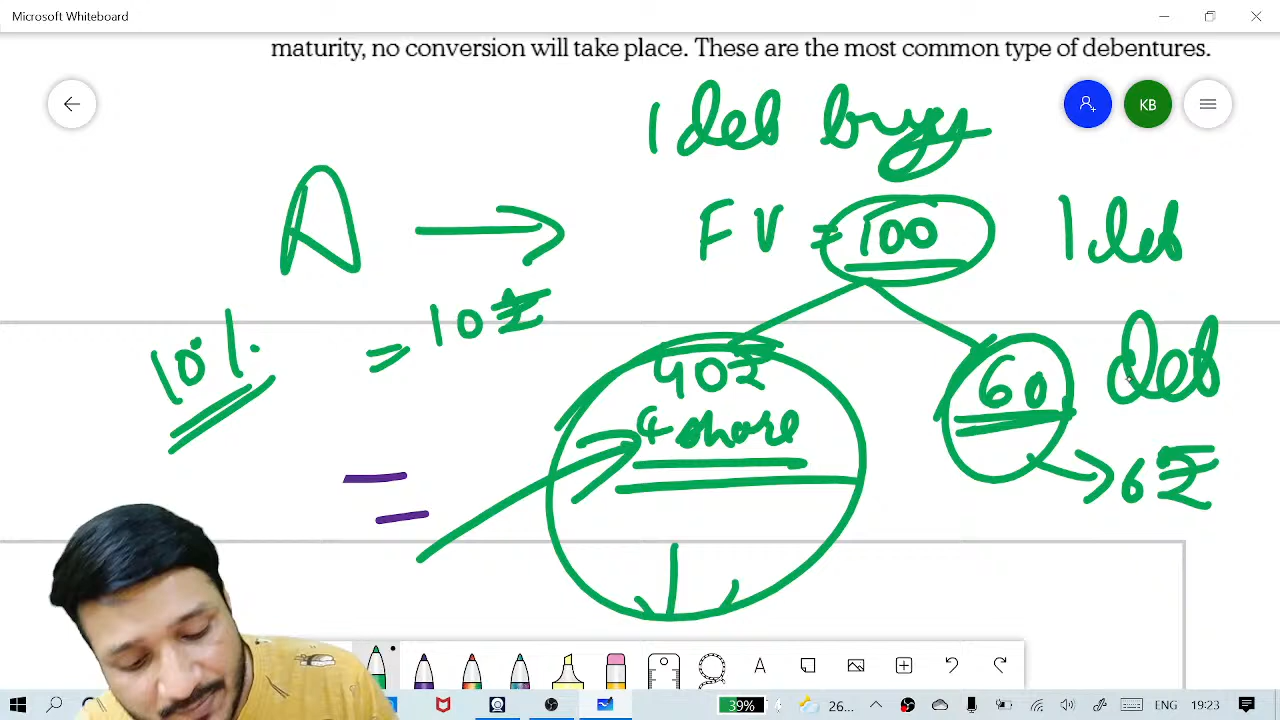 Microsoft Whiteboard
maturity, no conversion will take place. These are the most common type of debentures.
KB
1 deb buys
A → FV = 100 1 deb
10% = 10₹
40₹ 60 deb
4 share
→ 6₹
A
39% 26... ENG 19:23